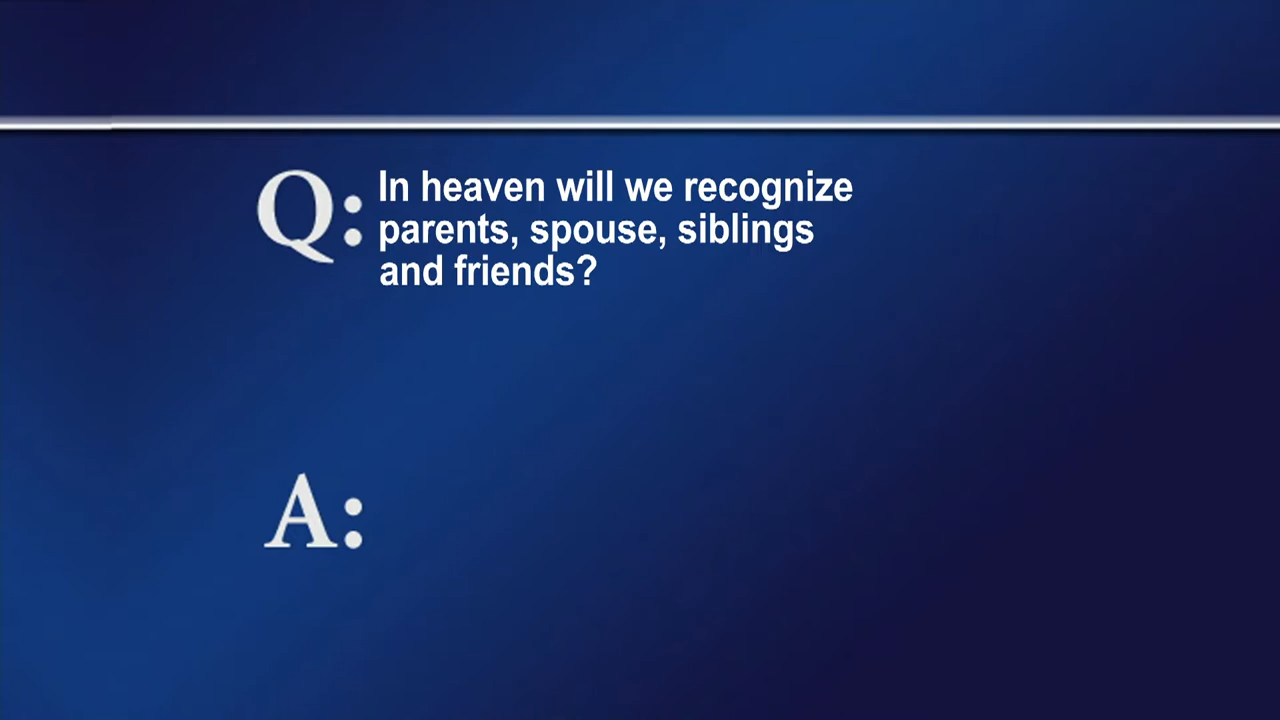 Q: In heaven will we recognize
parents, spouse, siblings
and friends?
A: